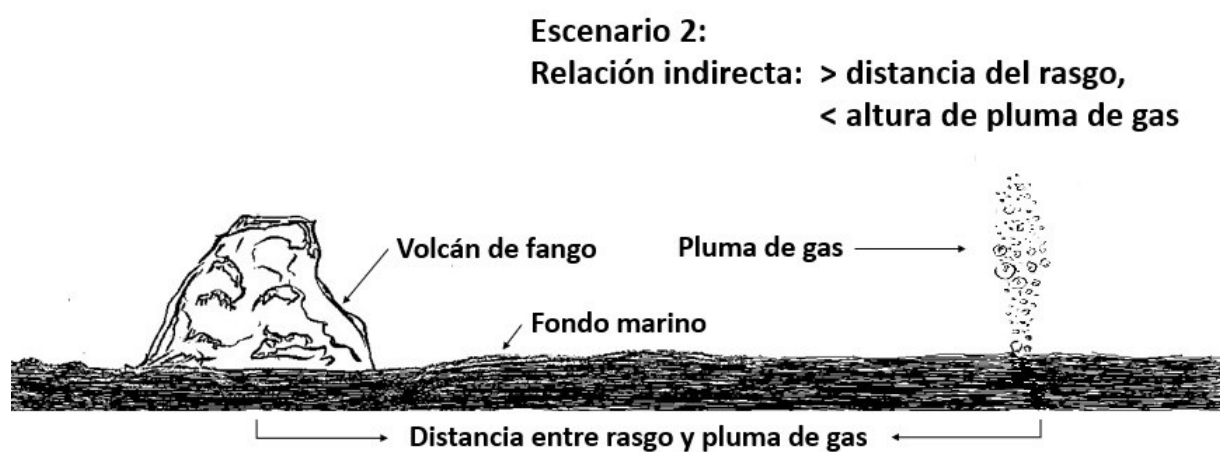 Escenario 2:
Relación indirecta: > distancia del rasgo,
< altura de pluma de gas
Volcán de fango
Pluma de gas
Fondo marino
Distancia entre rasgo y pluma de gas